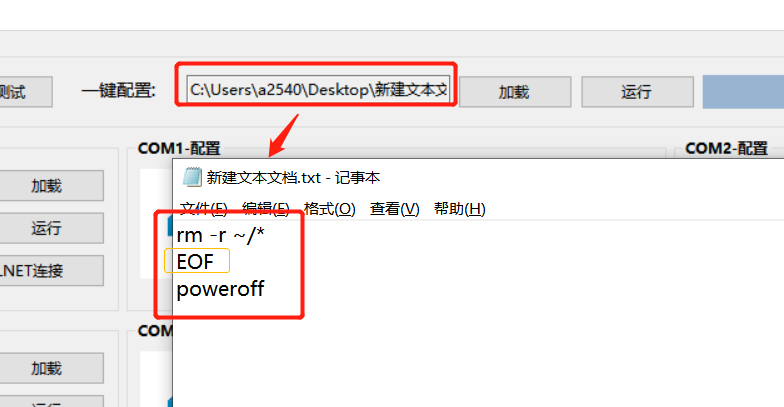 测试 一键配置: C:\Users\a2540\Desktop\新建文本文 加载 运行
COM1-配置 COM2-配置
加载
运行
LNET连接
新建文本文档.txt - 记事本
文件(F) 编辑(E) 格式(O) 查看(V) 帮助(H)
rm -r ~/*
EOF
poweroff
COM
加载